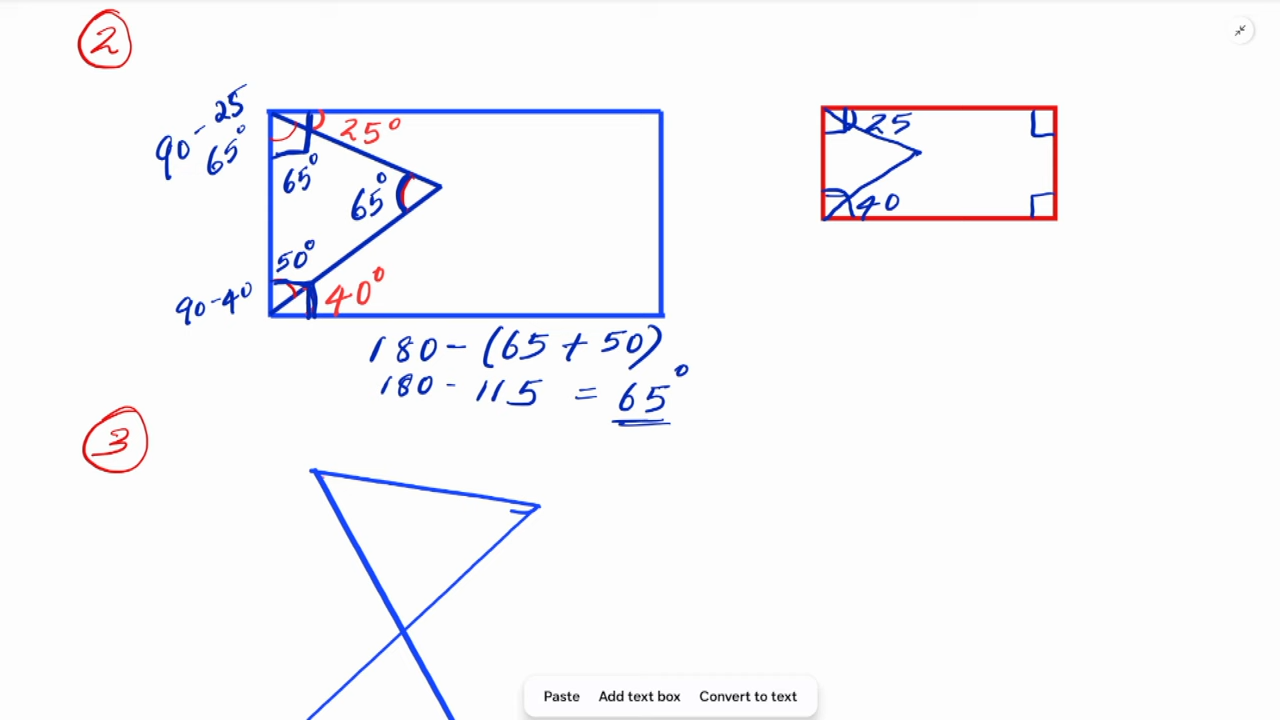 2
90 - 25
65°
25°
65°
65°
50°
90 - 40
40°
180 - (65 + 50)
180 - 115 = 65°
25
40
3
Paste Add text box Convert to text